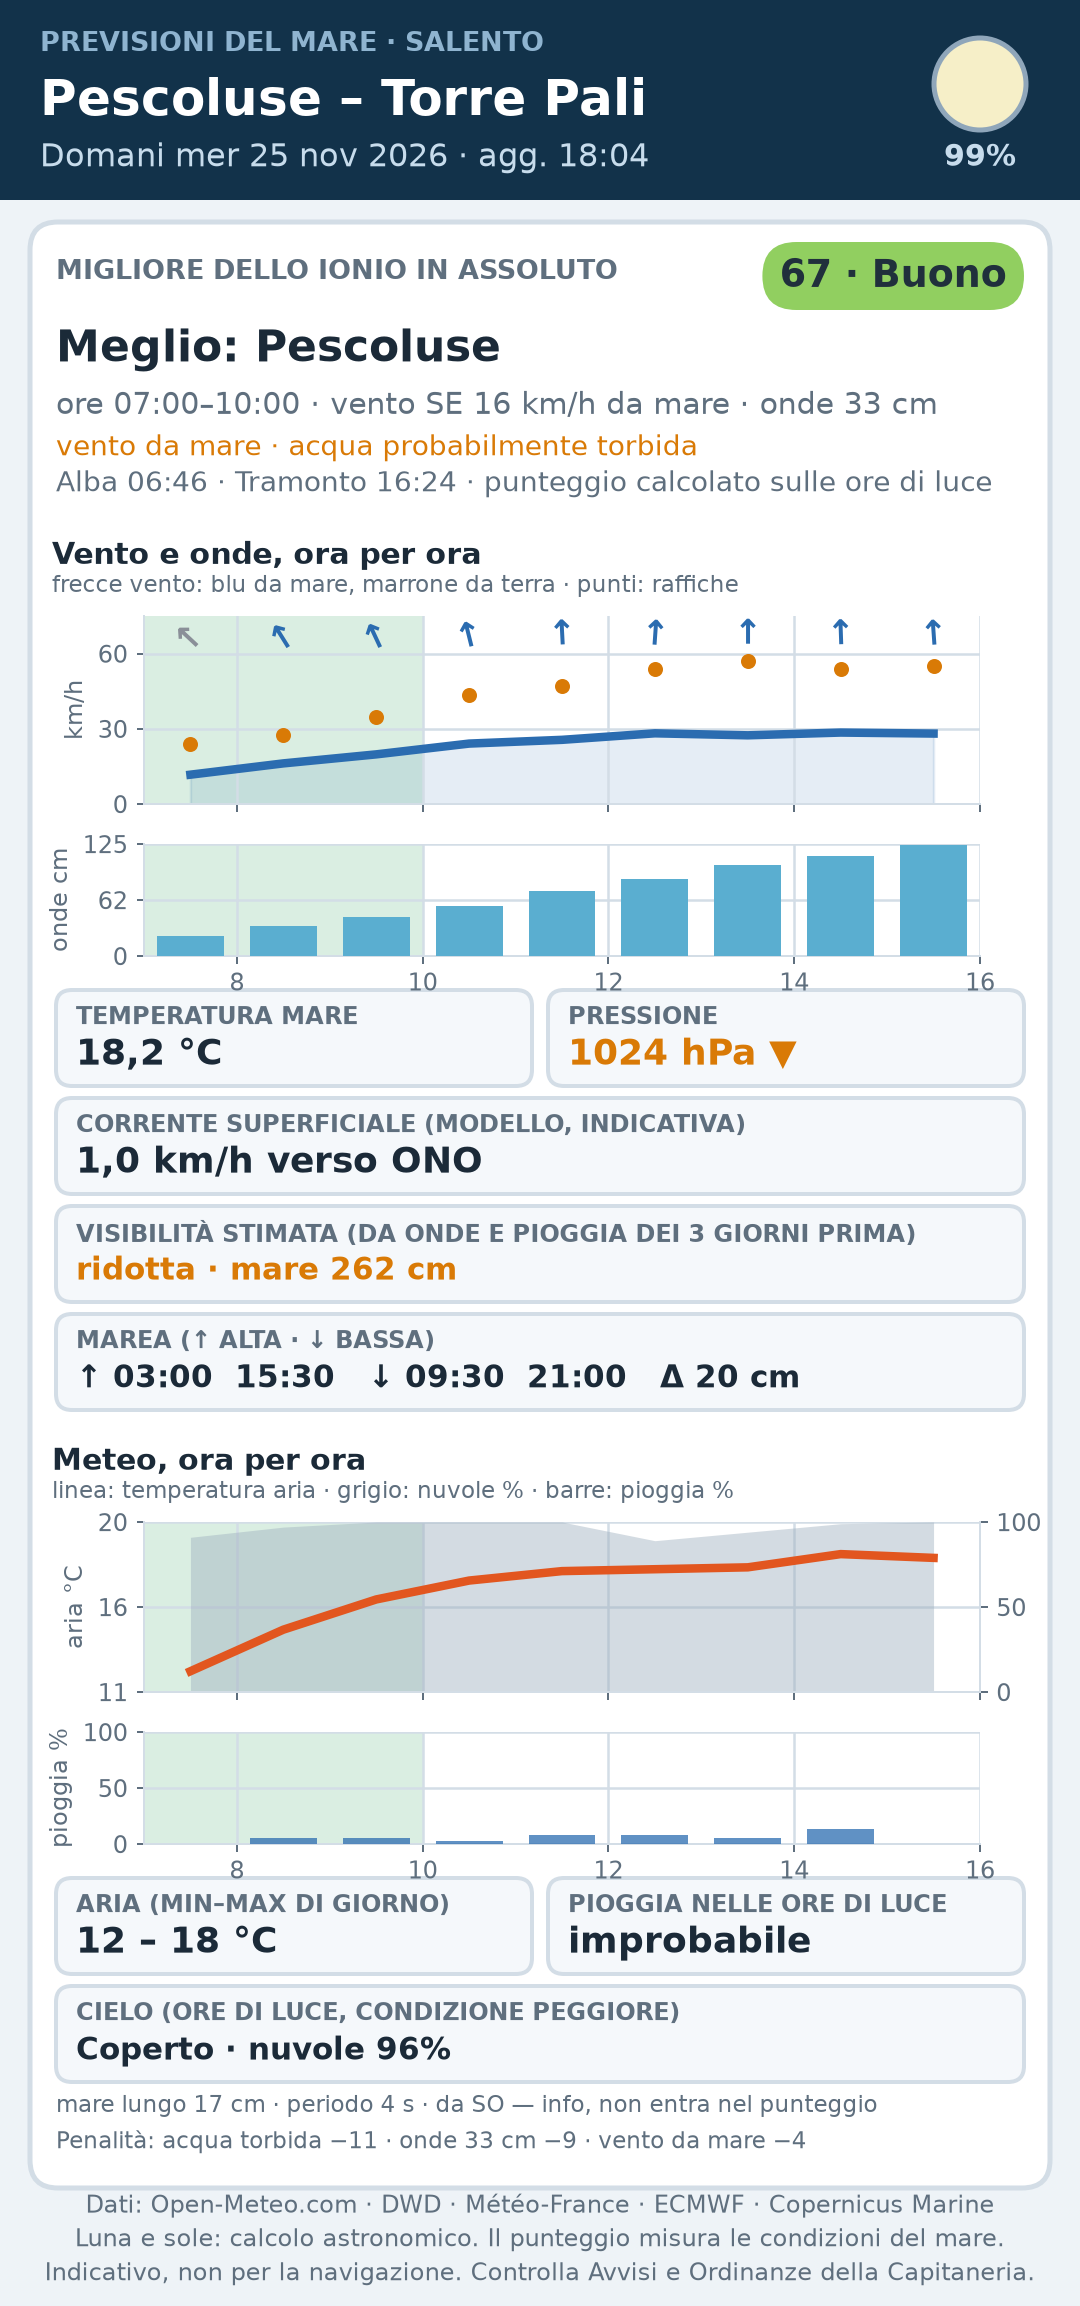 PREVISIONI DEL MARE · SALENTO
Pescoluse – Torre Pali
Domani mer 25 nov 2026 · agg. 18:04
99%
MIGLIORE DELLO IONIO IN ASSOLUTO
67 · Buono
Meglio: Pescoluse
ore 07:00–10:00 · vento SE 16 km/h da mare · onde 33 cm
vento da mare · acqua probabilmente torbida
Alba 06:46 · Tramonto 16:24 · punteggio calcolato sulle ore di luce
Vento e onde, ora per ora
frecce vento: blu da mare, marrone da terra · punti: raffiche
km/h
60
30
0
onde cm
125
62
0
8 10 12 14 16
TEMPERATURA MARE
18,2 °C
PRESSIONE
1024 hPa ▼
CORRENTE SUPERFICIALE (MODELLO, INDICATIVA)
1,0 km/h verso ONO
VISIBILITÀ STIMATA (DA ONDE E PIOGGIA DEI 3 GIORNI PRIMA)
ridotta · mare 262 cm
MAREA (↑ ALTA · ↓ BASSA)
↑ 03:00 15:30 ↓ 09:30 21:00 Δ 20 cm
Meteo, ora per ora
linea: temperatura aria · grigio: nuvole % · barre: pioggia %
aria °C
20
16
11
100
50
0
pioggia %
100
50
0
8 10 12 14 16
ARIA (MIN–MAX DI GIORNO)
12 – 18 °C
PIOGGIA NELLE ORE DI LUCE
improbabile
CIELO (ORE DI LUCE, CONDIZIONE PEGGIORE)
Coperto · nuvole 96%
mare lungo 17 cm · periodo 4 s · da SO — info, non entra nel punteggio
Penalità: acqua torbida −11 · onde 33 cm −9 · vento da mare −4
Dati: Open-Meteo.com · DWD · Météo-France · ECMWF · Copernicus Marine
Luna e sole: calcolo astronomico. Il punteggio misura le condizioni del mare.
Indicativo, non per la navigazione. Controlla Avvisi e Ordinanze della Capitaneria.